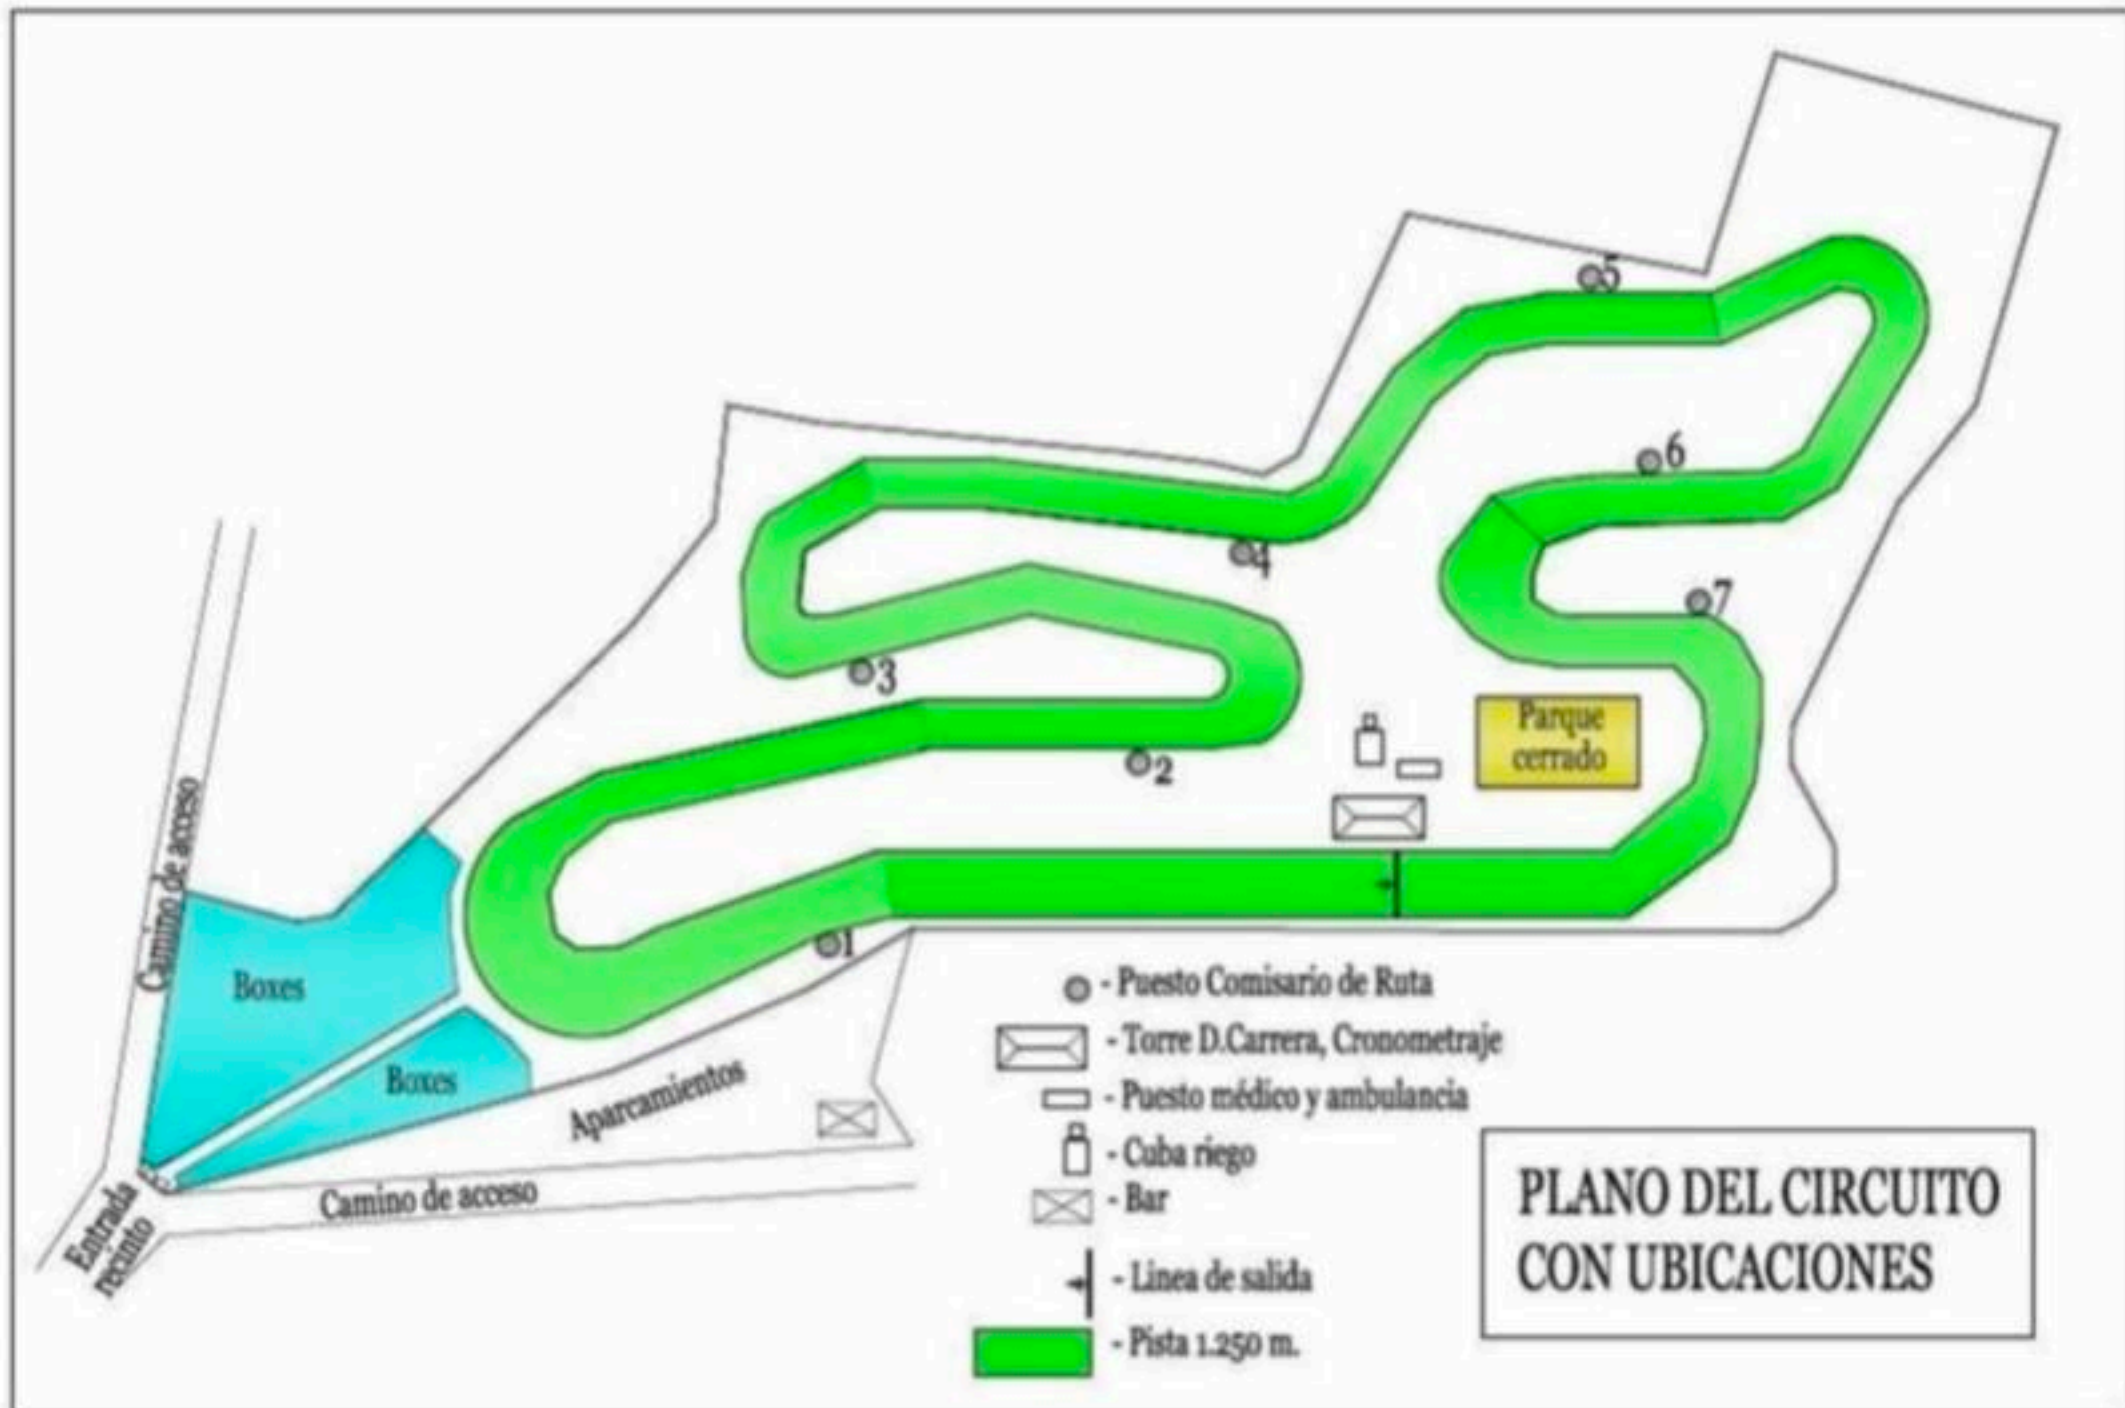 5
6
4
7
3
Parque
cerrado
2
Camino de acceso
1
Boxes
Boxes
Aparcamientos
Camino de acceso
Entrada
recinto
- Puesto Comisario de Ruta
- Torre D.Carrera, Cronometraje
- Puesto médico y ambulancia
- Cuba riego
- Bar
- Linea de salida
- Pista 1.250 m.
PLANO DEL CIRCUITO
CON UBICACIONES